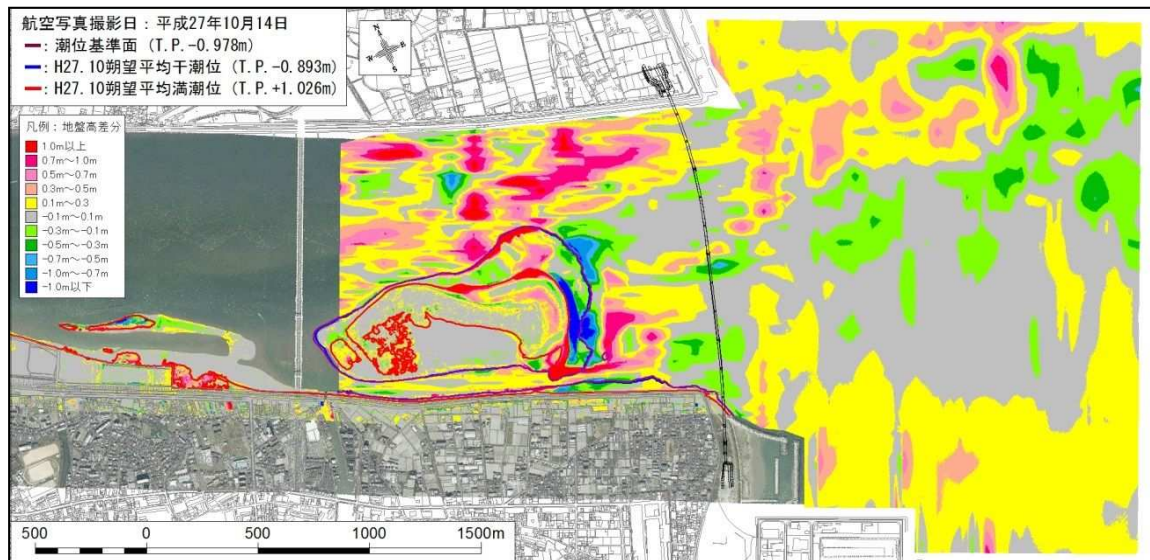 航空写真撮影日：平成27年10月14日
―：潮位基準面（T.P.-0.978m）
―：H27.10朔望平均干潮位（T.P.-0.893m）
―：H27.10朔望平均満潮位（T.P.+1.026m）
N
W
E
S
凡例：地盤高差分
1.0m以上
0.7m～1.0m
0.5m～0.7m
0.3m～0.5m
0.1m～0.3
-0.1m～0.1m
-0.3m～-0.1m
-0.5m～-0.3m
-0.7m～-0.5m
-1.0m～-0.7m
-1.0m以下
500 0 500 1000 1500m